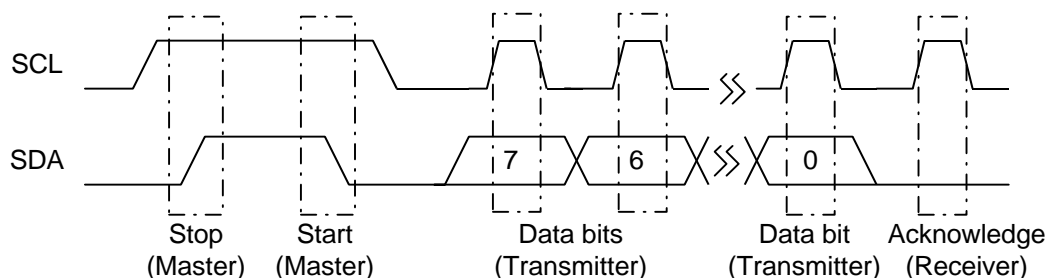 SCL
SDA
7
6
0
Stop
(Master)
Start
(Master)
Data bits
(Transmitter)
Data bit
(Transmitter)
Acknowledge
(Receiver)